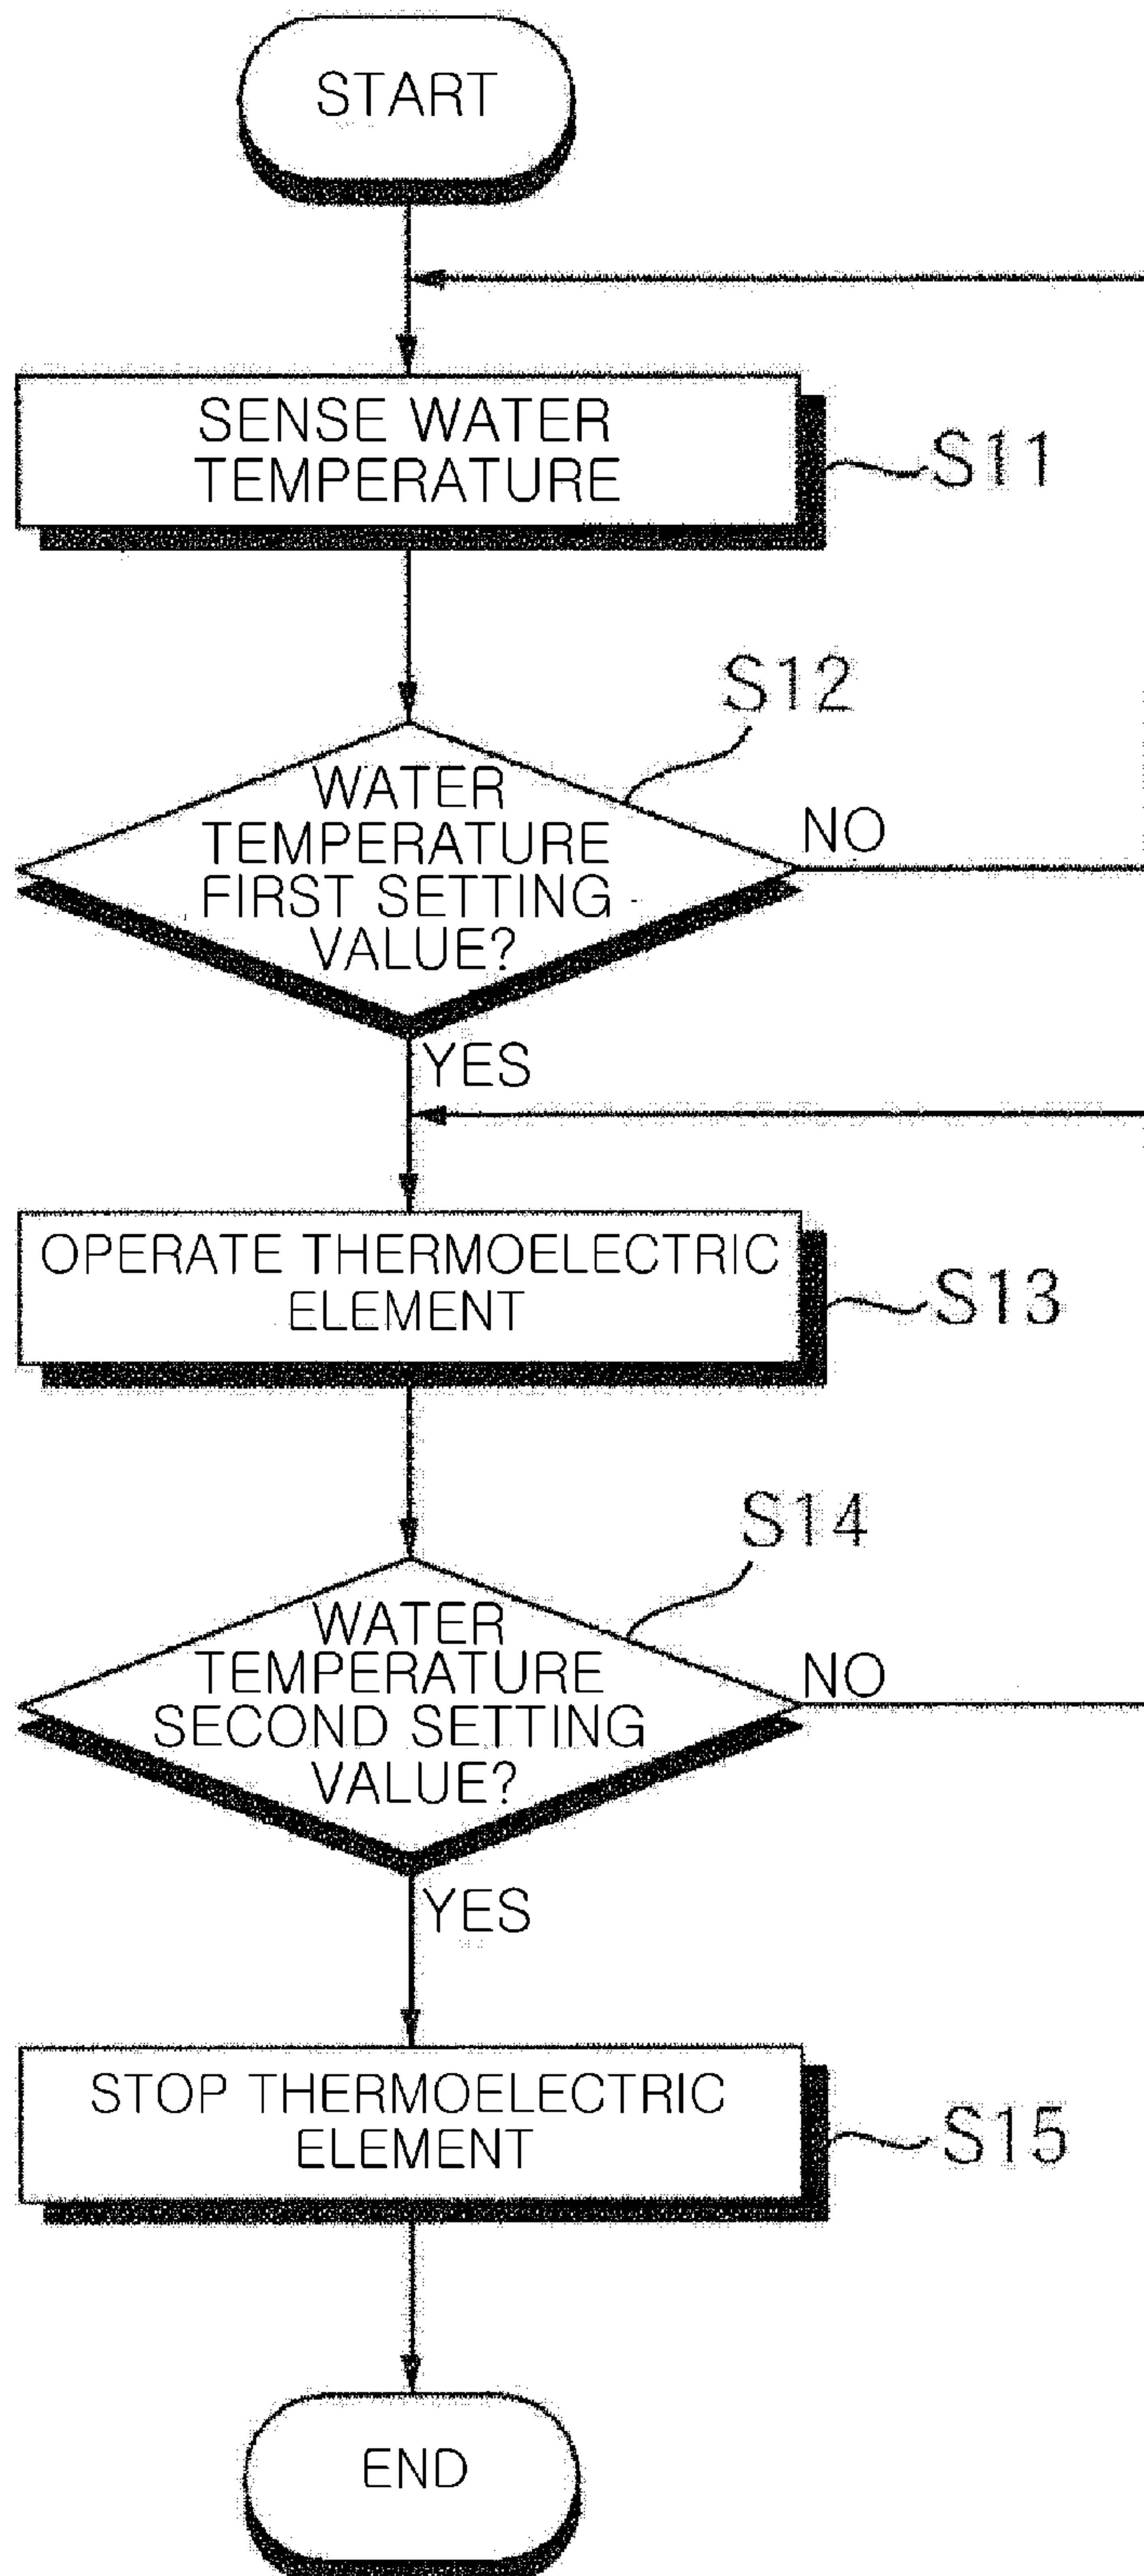 START
SENSE WATER
TEMPERATURE
S11
S12
WATER
TEMPERATURE
FIRST SETTING
VALUE?
NO
YES
OPERATE THERMOELECTRIC
ELEMENT
S13
S14
WATER
TEMPERATURE
SECOND SETTING
VALUE?
NO
YES
STOP THERMOELECTRIC
ELEMENT
S15
END